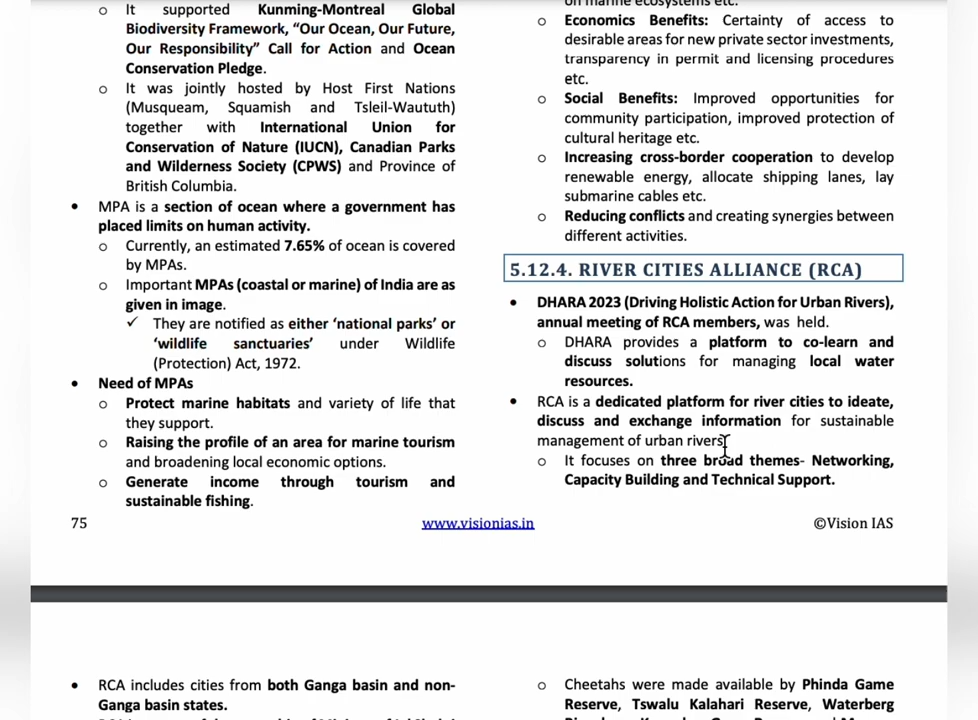 o It supported Kunming-Montreal Global
Biodiversity Framework, “Our Ocean, Our Future,
Our Responsibility” Call for Action and Ocean
Conservation Pledge.
o It was jointly hosted by Host First Nations
(Musqueam, Squamish and Tsleil-Waututh)
together with International Union for
Conservation of Nature (IUCN), Canadian Parks
and Wilderness Society (CPWS) and Province of
British Columbia.
• MPA is a section of ocean where a government has
placed limits on human activity.
o Currently, an estimated 7.65% of ocean is covered
by MPAs.
o Important MPAs (coastal or marine) of India are as
given in image.
✓ They are notified as either ‘national parks’ or
‘wildlife sanctuaries’ under Wildlife
(Protection) Act, 1972.
• Need of MPAs
o Protect marine habitats and variety of life that
they support.
o Raising the profile of an area for marine tourism
and broadening local economic options.
o Generate income through tourism and
sustainable fishing.
on marine ecosystems etc.
o Economics Benefits: Certainty of access to
desirable areas for new private sector investments,
transparency in permit and licensing procedures
etc.
o Social Benefits: Improved opportunities for
community participation, improved protection of
cultural heritage etc.
o Increasing cross-border cooperation to develop
renewable energy, allocate shipping lanes, lay
submarine cables etc.
o Reducing conflicts and creating synergies between
different activities.
5.12.4. RIVER CITIES ALLIANCE (RCA)
• DHARA 2023 (Driving Holistic Action for Urban Rivers),
annual meeting of RCA members, was held.
o DHARA provides a platform to co-learn and
discuss solutions for managing local water
resources.
• RCA is a dedicated platform for river cities to ideate,
discuss and exchange information for sustainable
management of urban rivers
o It focuses on three broad themes- Networking,
Capacity Building and Technical Support.
75 www.visionias.in ©Vision IAS
• RCA includes cities from both Ganga basin and non-
Ganga basin states.
o Cheetahs were made available by Phinda Game
Reserve, Tswalu Kalahari Reserve, Waterberg